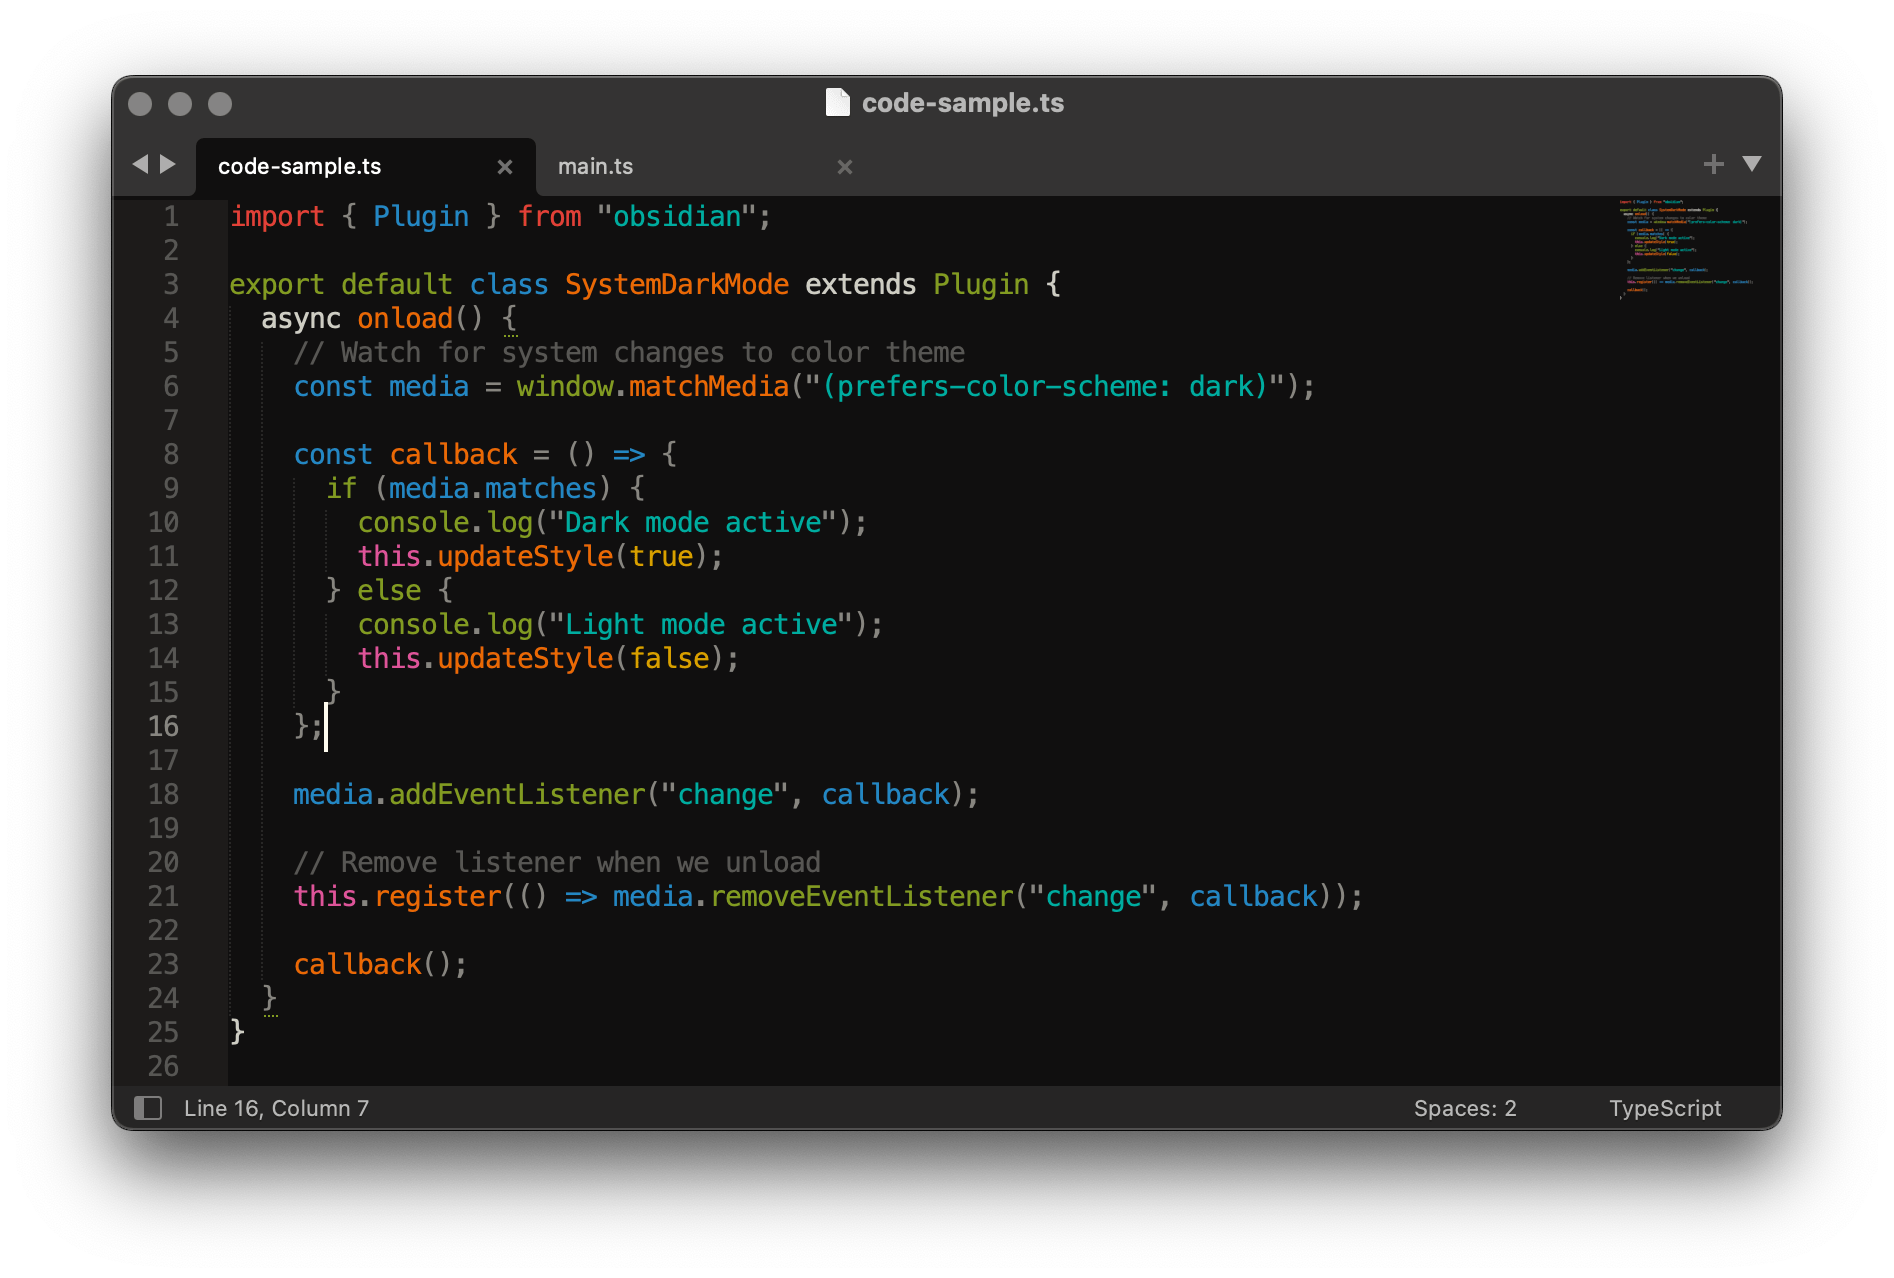 code-sample.ts
code-sample.ts × main.ts ×
1 import { Plugin } from "obsidian";
2
3 export default class SystemDarkMode extends Plugin {
4   async onload() {
5     // Watch for system changes to color theme
6     const media = window.matchMedia("(prefers-color-scheme: dark)");
7
8     const callback = () => {
9       if (media.matches) {
10         console.log("Dark mode active");
11         this.updateStyle(true);
12       } else {
13         console.log("Light mode active");
14         this.updateStyle(false);
15       }
16     };
17
18     media.addEventListener("change", callback);
19
20     // Remove listener when we unload
21     this.register(() => media.removeEventListener("change", callback));
22
23     callback();
24   }
25 }
26
Line 16, Column 7 Spaces: 2 TypeScript